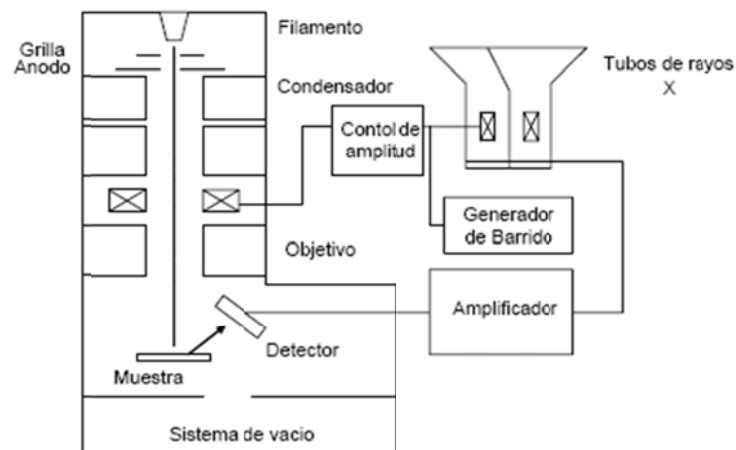 Filamento
Grilla
Anodo
Tubos de rayos
X
Condensador
Contol de
amplitud
Generador
de Barrido
Objetivo
Amplificador
Detector
Muestra
Sistema de vacio